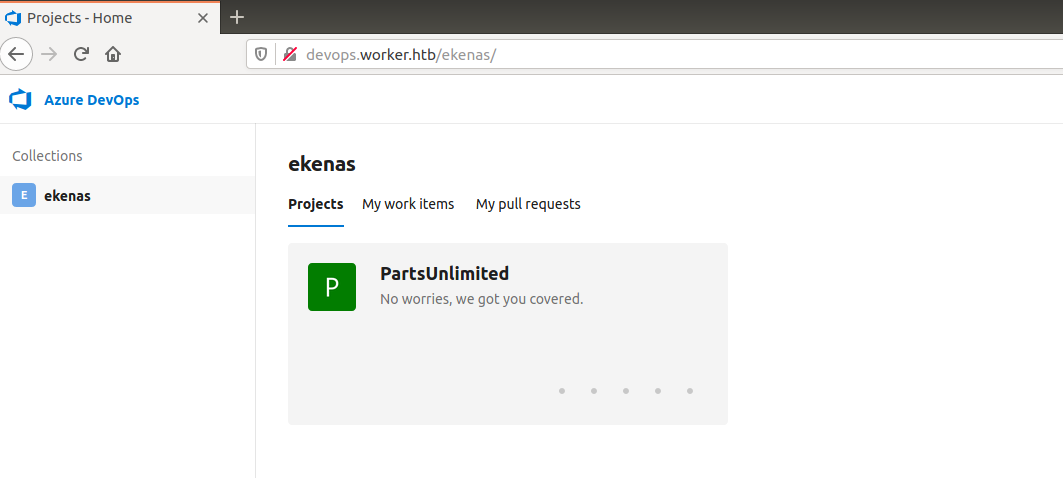 Projects - Home
devops.worker.htb/ekenas/
Azure DevOps
Collections
E ekenas
ekenas
Projects My work items My pull requests
P
PartsUnlimited
No worries, we got you covered.